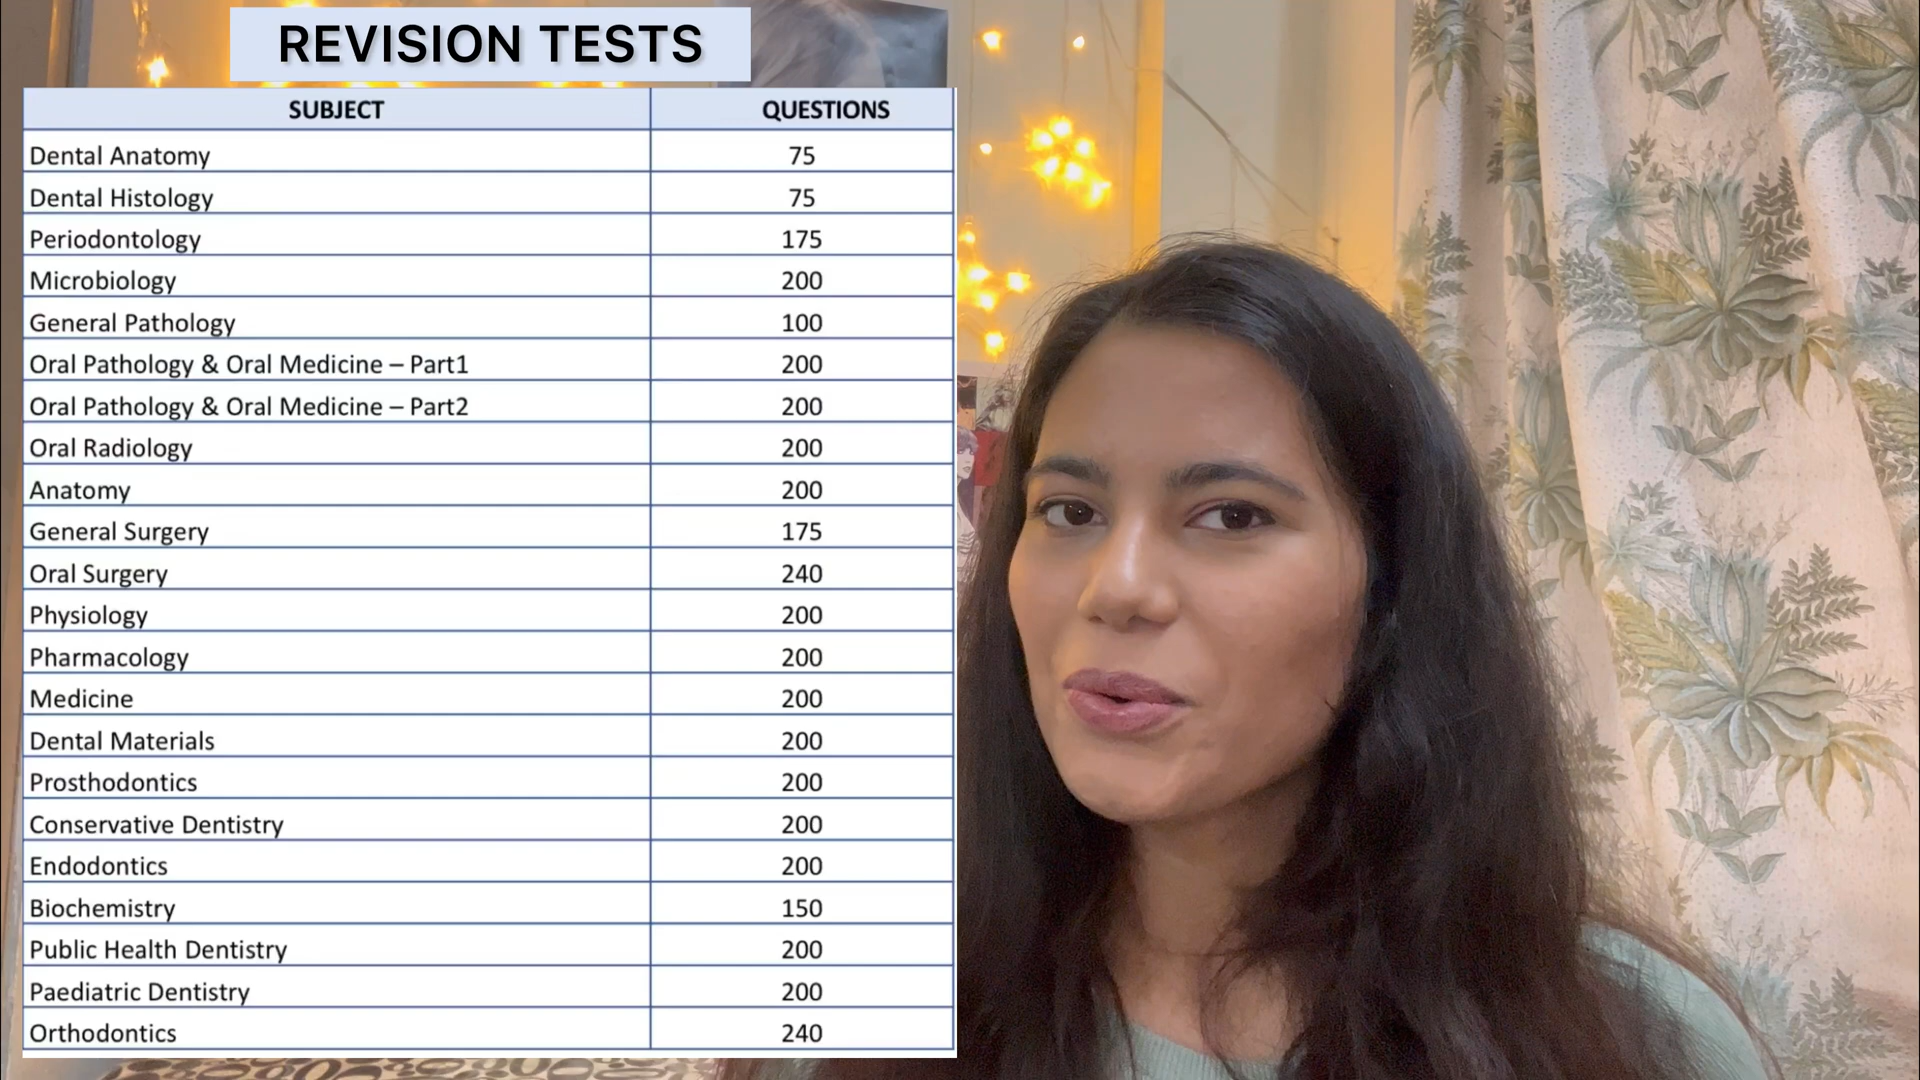 REVISION TESTS
SUBJECT QUESTIONS
Dental Anatomy 75
Dental Histology 75
Periodontology 175
Microbiology 200
General Pathology 100
Oral Pathology & Oral Medicine – Part1 200
Oral Pathology & Oral Medicine – Part2 200
Oral Radiology 200
Anatomy 200
General Surgery 175
Oral Surgery 240
Physiology 200
Pharmacology 200
Medicine 200
Dental Materials 200
Prosthodontics 200
Conservative Dentistry 200
Endodontics 200
Biochemistry 150
Public Health Dentistry 200
Paediatric Dentistry 200
Orthodontics 240